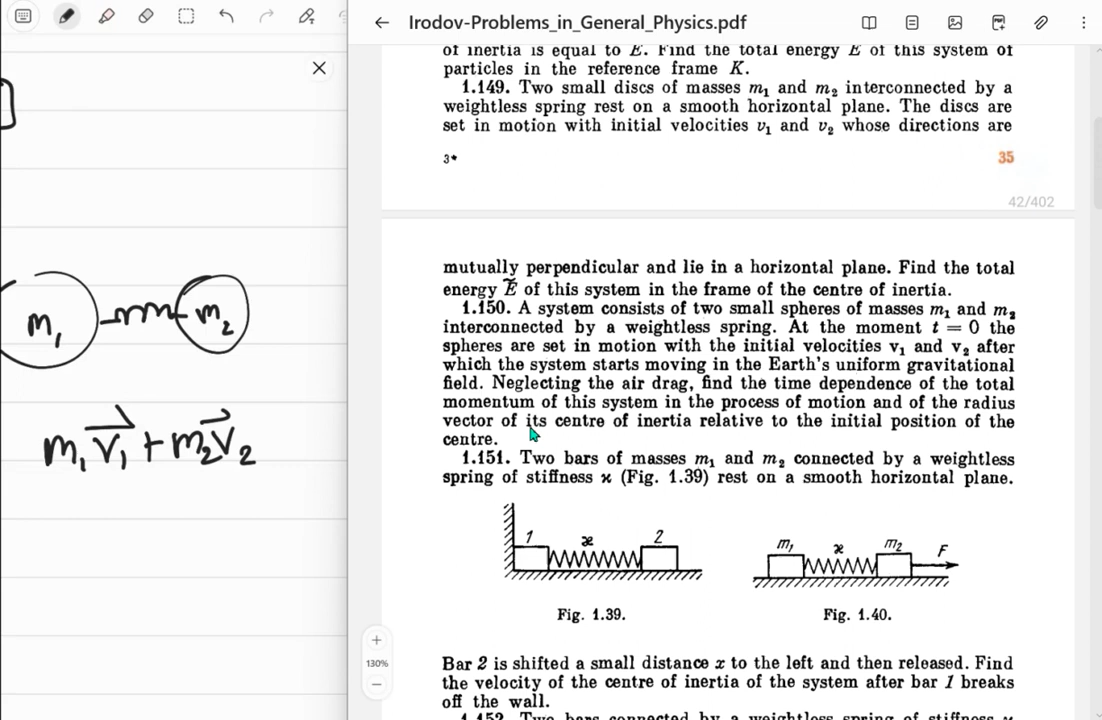 Irodov-Problems_in_General_Physics.pdf
of inertia is equal to E. Find the total energy E of this system of
particles in the reference frame K.
1.149. Two small discs of masses m₁ and m₂ interconnected by a
weightless spring rest on a smooth horizontal plane. The discs are
set in motion with initial velocities v₁ and v₂ whose directions are
3*
35
42/402
mutually perpendicular and lie in a horizontal plane. Find the total
energy Ẽ of this system in the frame of the centre of inertia.
1.150. A system consists of two small spheres of masses m₁ and m₂
interconnected by a weightless spring. At the moment t = 0 the
spheres are set in motion with the initial velocities v₁ and v₂ after
which the system starts moving in the Earth's uniform gravitational
field. Neglecting the air drag, find the time dependence of the total
momentum of this system in the process of motion and of the radius
vector of its centre of inertia relative to the initial position of the
centre.
1.151. Two bars of masses m₁ and m₂ connected by a weightless
spring of stiffness ϰ (Fig. 1.39) rest on a smooth horizontal plane.
1 ϰ 2
m₁ ϰ m₂ F
Fig. 1.39.
Fig. 1.40.
Bar 2 is shifted a small distance x to the left and then released. Find
the velocity of the centre of inertia of the system after bar 1 breaks
off the wall.
1.152. Two bars connected by a weightless spring of stiffness ϰ
130%
m₁ m₂
m₁v⃗₁ + m₂v⃗₂